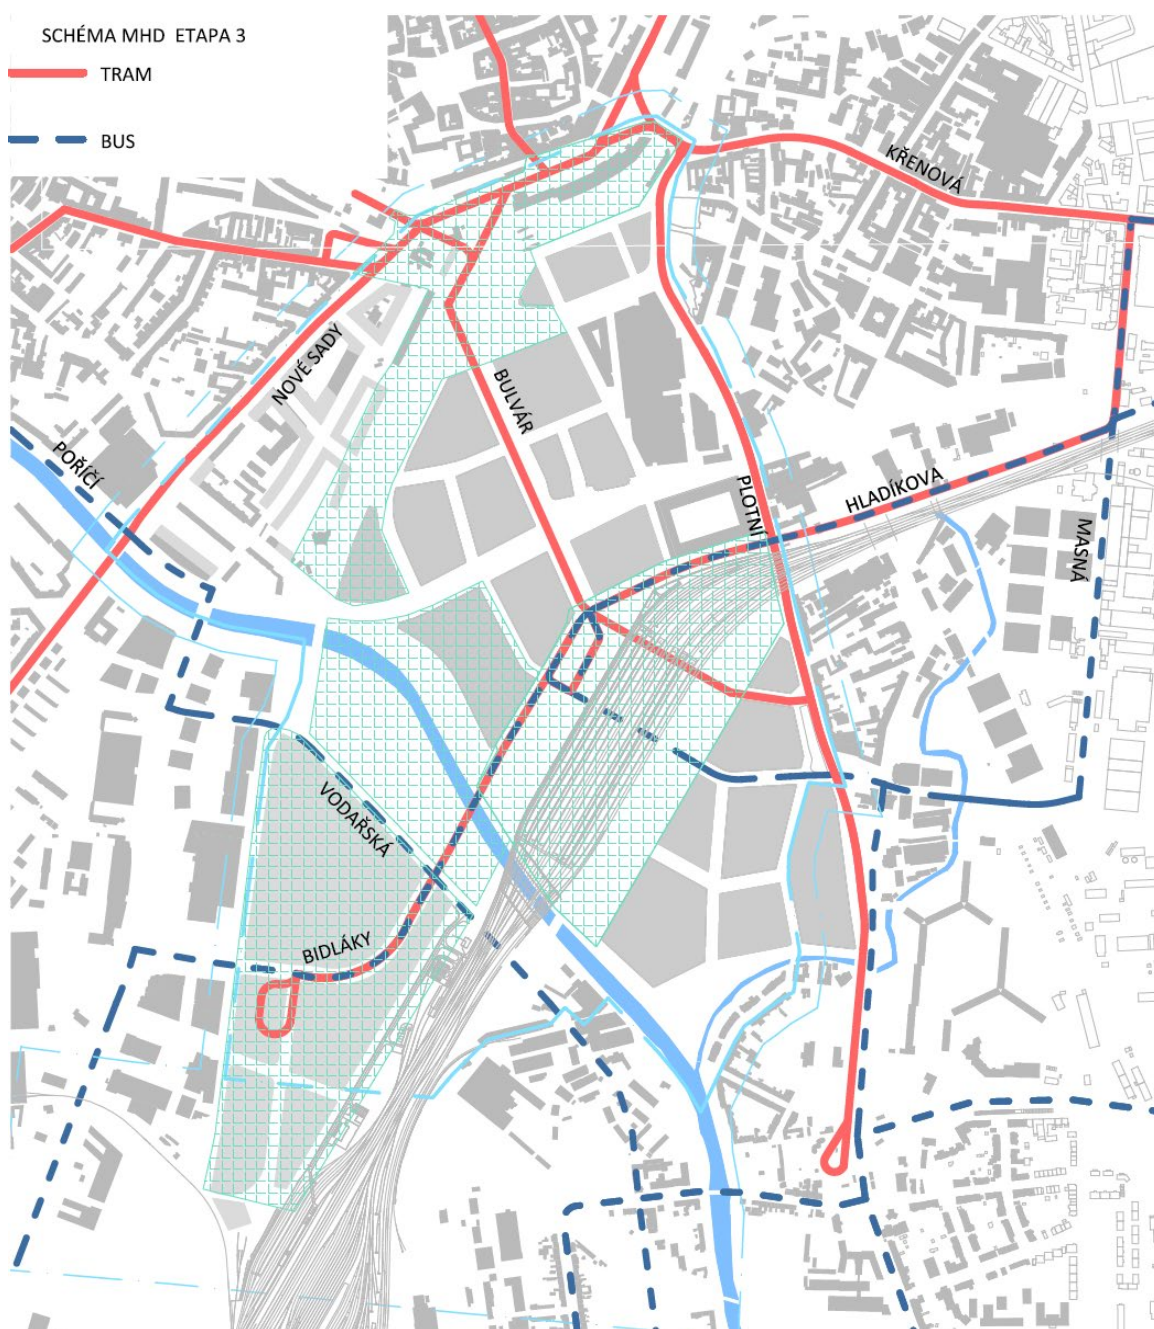 SCHÉMA MHD ETAPA 3
TRAM
BUS
KŘENOVÁ
NOVÉ SADY
BULVÁR
POŘÍČÍ
PLOTNÍ
HLADÍKOVA
MASNÁ
VODAŘSKÁ
BIDLÁKY